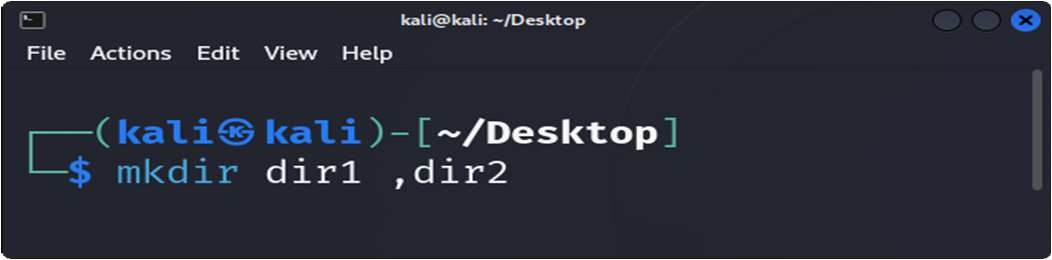 kali@kali: ~/Desktop
File Actions Edit View Help
┌──(kali㉿kali)-[~/Desktop]
└─$ mkdir dir1 ,dir2